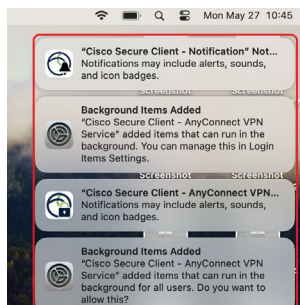 Mon May 27 10:45
"Cisco Secure Client - Notification" Not...
Notifications may include alerts, sounds,
and icon badges.
Screenshot Screenshot
Background Items Added
"Cisco Secure Client - AnyConnect VPN
Service" added items that can run in the
background. You can manage this in Login
Items Settings.
Screenshot Screenshot
"Cisco Secure Client - AnyConnect VPN...
Notifications may include alerts, sounds,
and icon badges.
Background Items Added
"Cisco Secure Client - AnyConnect VPN
Service" added items that can run in the
background for all users. Do you want to
allow this?